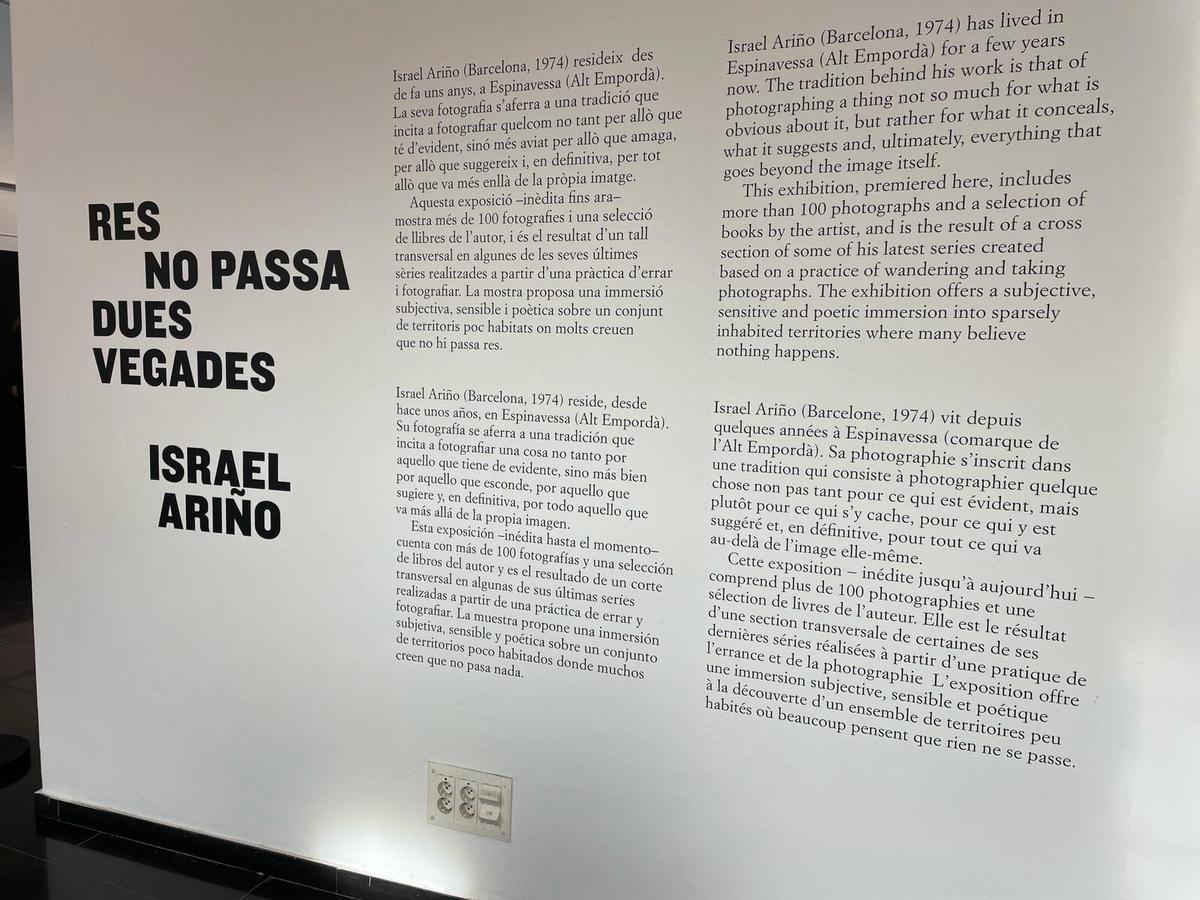 RES
NO PASSA
DUES
VEGADES
ISRAEL
ARIÑO
Israel Ariño (Barcelona, 1974) resideix des
de fa uns anys, a Espinavessa (Alt Empordà).
La seva fotografia s'aferra a una tradició que
incita a fotografiar quelcom no tant per allò que
té d'evident, sinó més aviat per allò que amaga,
per allò que suggereix i, en definitiva, per tot
allò que va més enllà de la pròpia imatge.
Aquesta exposició –inèdita fins ara–
mostra més de 100 fotografies i una selecció
de llibres de l'autor, i és el resultat d'un tall
transversal en algunes de les seves últimes
sèries realitzades a partir d'una pràctica d'errar
i fotografiar. La mostra proposa una immersió
subjectiva, sensible i poètica sobre un conjunt
de territoris poc habitats on molts creuen
que no hi passa res.
Israel Ariño (Barcelona, 1974) reside, desde
hace unos años, en Espinavessa (Alt Empordà).
Su fotografía se aferra a una tradición que
incita a fotografiar una cosa no tanto por
aquello que tiene de evidente, sino más bien
por aquello que esconde, por aquello que
sugiere y, en definitiva, por todo aquello que
va más allá de la propia imagen.
Esta exposición –inédita hasta el momento–
cuenta con más de 100 fotografías y una selección
de libros del autor y es el resultado de un corte
transversal en algunas de sus últimas series
realizadas a partir de una práctica de errar y
fotografiar. La muestra propone una inmersión
subjetiva, sensible y poética sobre un conjunto
de territorios poco habitados donde muchos
creen que no pasa nada.
Israel Ariño (Barcelona, 1974) has lived in
Espinavessa (Alt Empordà) for a few years
now. The tradition behind his work is that of
photographing a thing not so much for what is
obvious about it, but rather for what it conceals,
what it suggests and, ultimately, everything that
goes beyond the image itself.
This exhibition, premiered here, includes
more than 100 photographs and a selection of
books by the artist, and is the result of a cross
section of some of his latest series created
based on a practice of wandering and taking
photographs. The exhibition offers a subjective,
sensitive and poetic immersion into sparsely
inhabited territories where many believe
nothing happens.
Israel Ariño (Barcelone, 1974) vit depuis
quelques années à Espinavessa (comarque de
l'Alt Empordà). Sa photographie s'inscrit dans
une tradition qui consiste à photographier quelque
chose non pas tant pour ce qui est évident, mais
plutôt pour ce qui s'y cache, pour ce qui y est
suggéré et, en définitive, pour tout ce qui va
au-delà de l'image elle-même.
Cette exposition – inédite jusqu'à aujourd'hui –
comprend plus de 100 photographies et une
sélection de livres de l'auteur. Elle est le résultat
d'une section transversale de certaines de ses
dernières séries réalisées à partir d'une pratique de
l'errance et de la photographie L'exposition offre
une immersion subjective, sensible et poétique
à la découverte d'un ensemble de territoires peu
habités où beaucoup pensent que rien ne se passe.